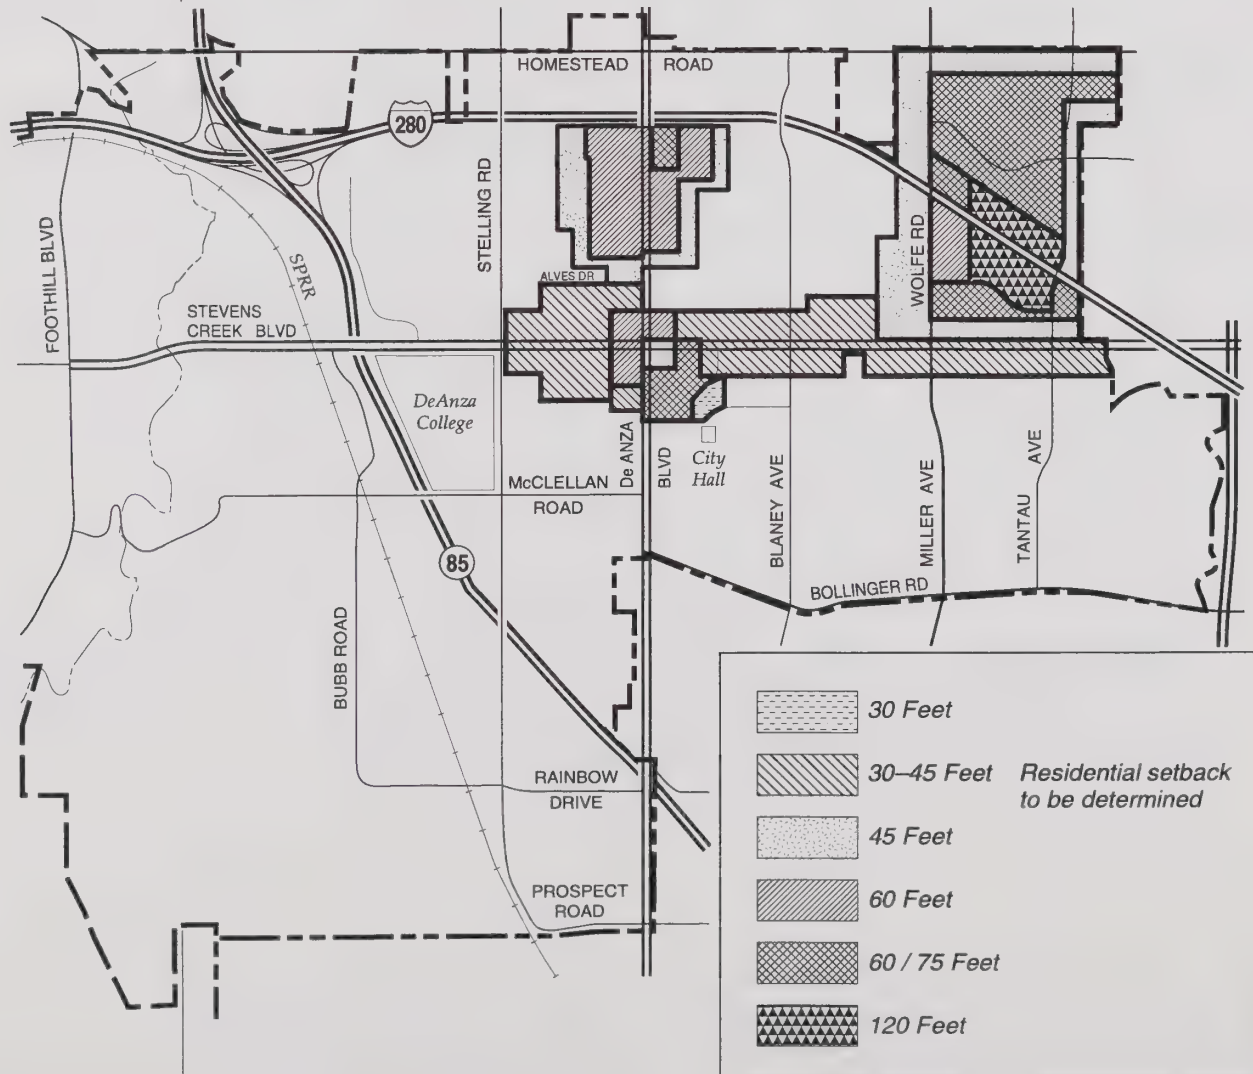 HOMESTEAD ROAD
280
STELLING RD
FOOTHILL BLVD
SPRR
ALVES DR
WOLFE RD
STEVENS
CREEK BLVD
DeAnza
College
De ANZA
BLVD
City
Hall
McCLELLAN
ROAD
BLANEY AVE
MILLER AVE
TANTAU AVE
85
BOLLINGER RD
BUBB ROAD
RAINBOW
DRIVE
PROSPECT
ROAD
30 Feet
30–45 Feet Residential setback
to be determined
45 Feet
60 Feet
60 / 75 Feet
120 Feet